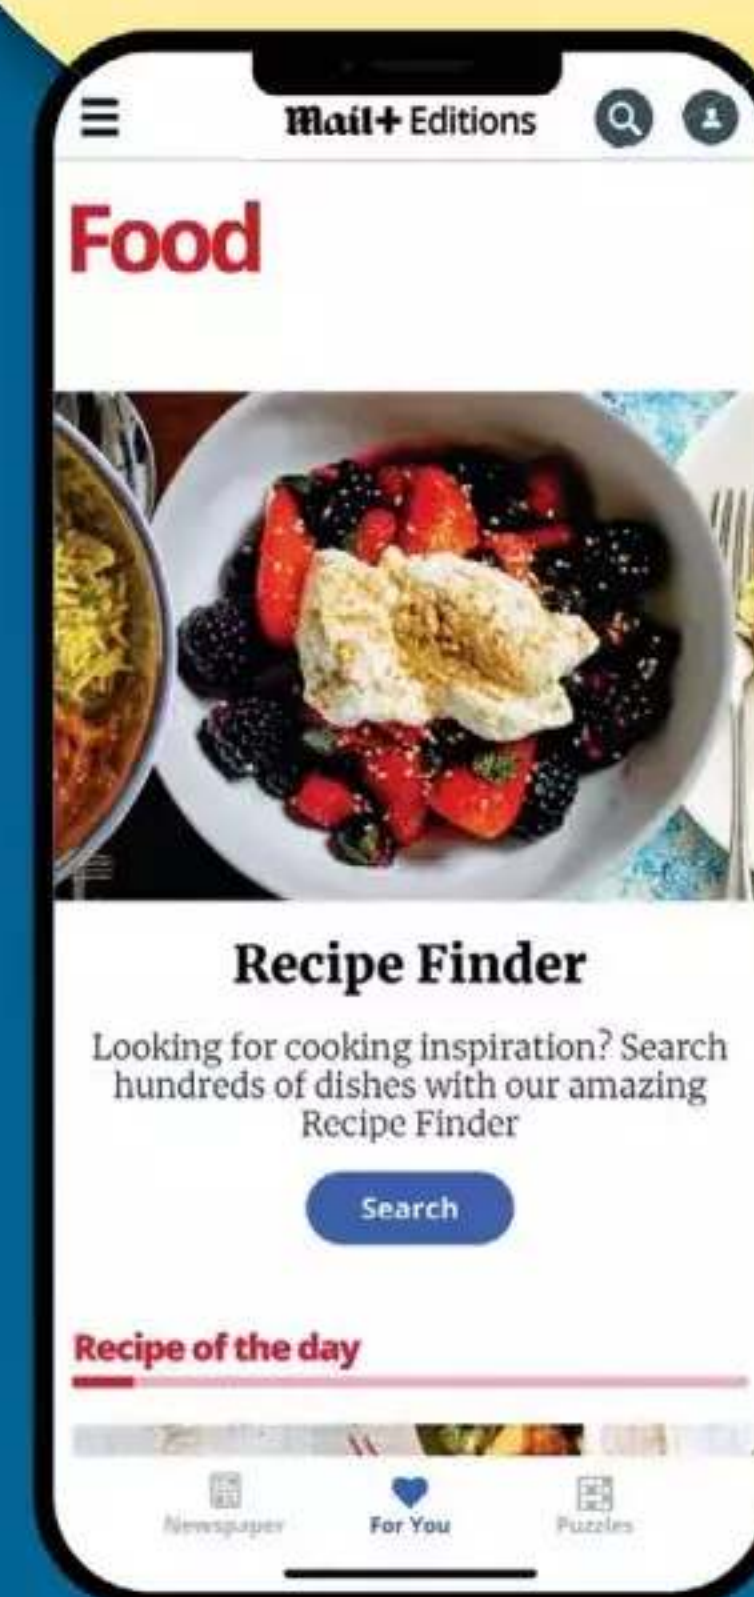 Mail+ Editions
Food
Recipe Finder
Looking for cooking inspiration? Search
hundreds of dishes with our amazing
Recipe Finder
Search
Recipe of the day
Newspaper
For You
Puzzles